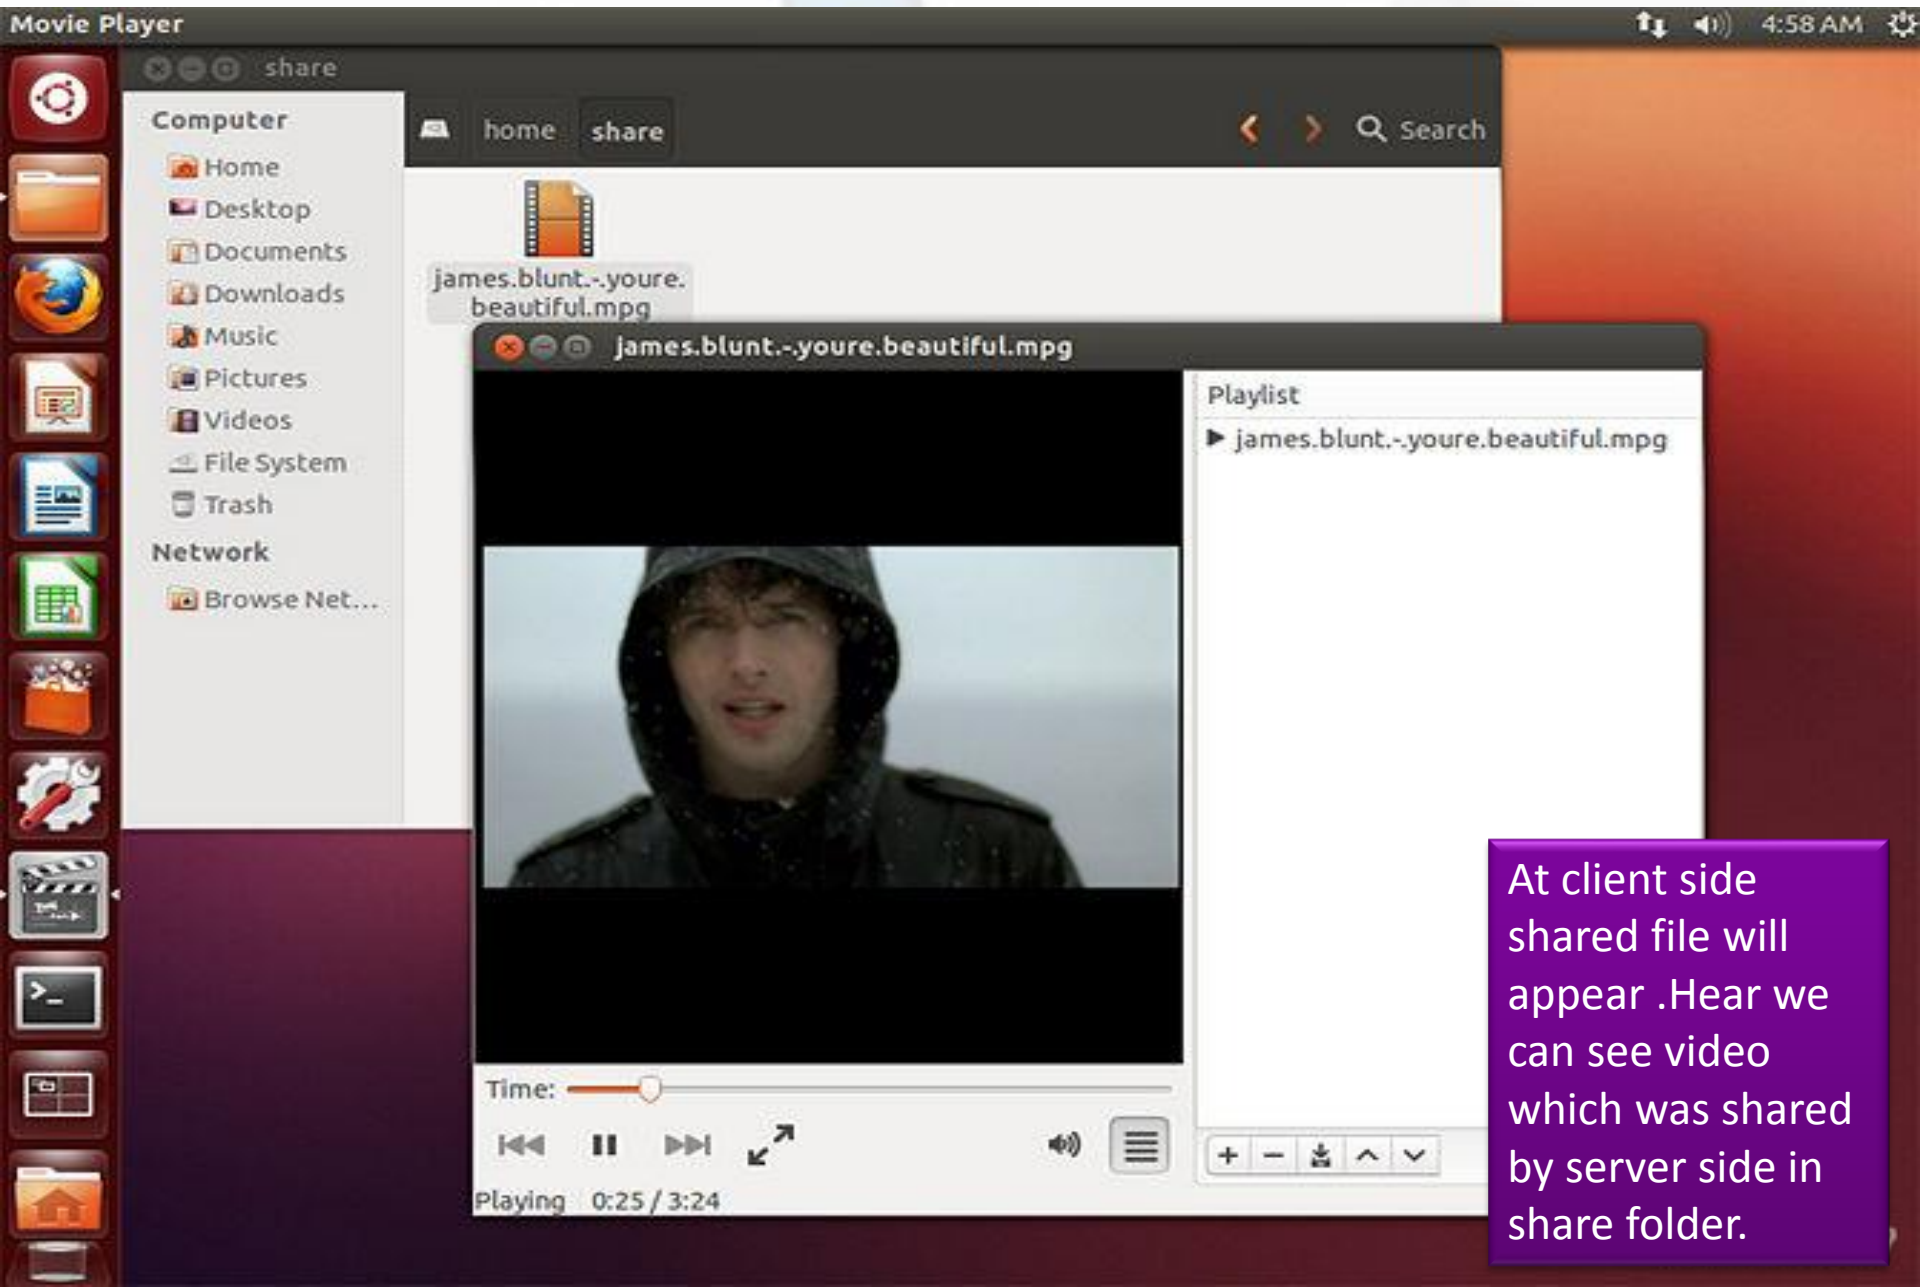 Movie Player
4:58 AM
share
Computer
Home
Desktop
Documents
Downloads
Music
Pictures
Videos
File System
Trash
Network
Browse Net...
home share
Search
james.blunt.-.youre.
beautiful.mpg
james.blunt.-.youre.beautiful.mpg
Playlist
james.blunt.-.youre.beautiful.mpg
Time:
Playing 0:25 / 3:24
At client side
shared file will
appear .Hear we
can see video
which was shared
by server side in
share folder.